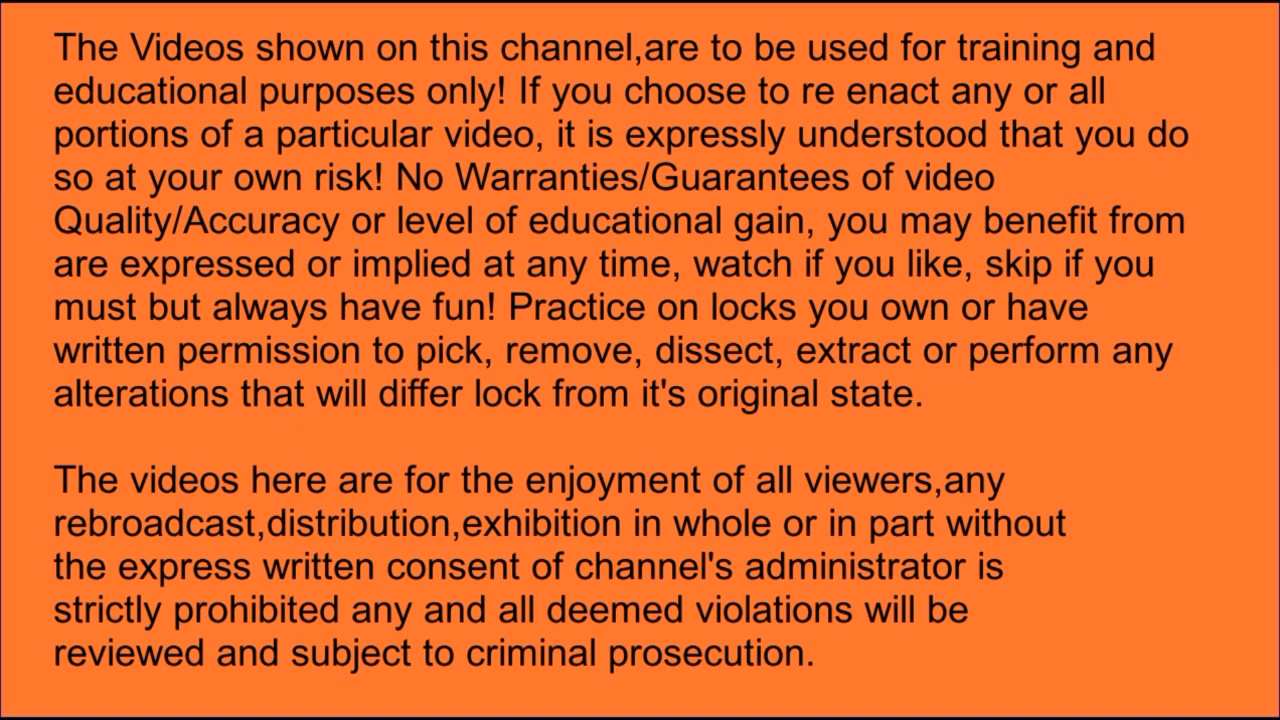 The Videos shown on this channel,are to be used for training and
educational purposes only! If you choose to re enact any or all
portions of a particular video, it is expressly understood that you do
so at your own risk! No Warranties/Guarantees of video
Quality/Accuracy or level of educational gain, you may benefit from
are expressed or implied at any time, watch if you like, skip if you
must but always have fun! Practice on locks you own or have
written permission to pick, remove, dissect, extract or perform any
alterations that will differ lock from it's original state.
The videos here are for the enjoyment of all viewers,any
rebroadcast,distribution,exhibition in whole or in part without
the express written consent of channel's administrator is
strictly prohibited any and all deemed violations will be
reviewed and subject to criminal prosecution.